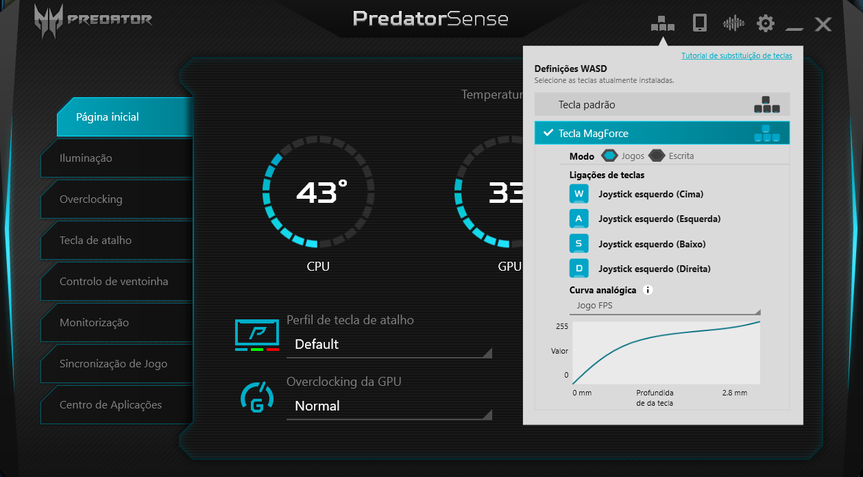 PREDATOR
PredatorSense
Tutorial de substituição de teclas
Definições WASD
Selecione as teclas atualmente instaladas.
Tecla padrão
Tecla MagForce
Modo Jogos Escrita
Ligações de teclas
W Joystick esquerdo (Cima)
A Joystick esquerdo (Esquerda)
S Joystick esquerdo (Baixo)
D Joystick esquerdo (Direita)
Curva analógica i
Jogo FPS
255
Valor
0
0 mm
Profundida
de da tecla
2.8 mm
Página inicial
Iluminação
Overclocking
Tecla de atalho
Controlo de ventoinha
Monitorização
Sincronização de Jogo
Centro de Aplicações
Temperatur
43°
CPU
33
GPU
Perfil de tecla de atalho
Default
Overclocking da GPU
G
Normal